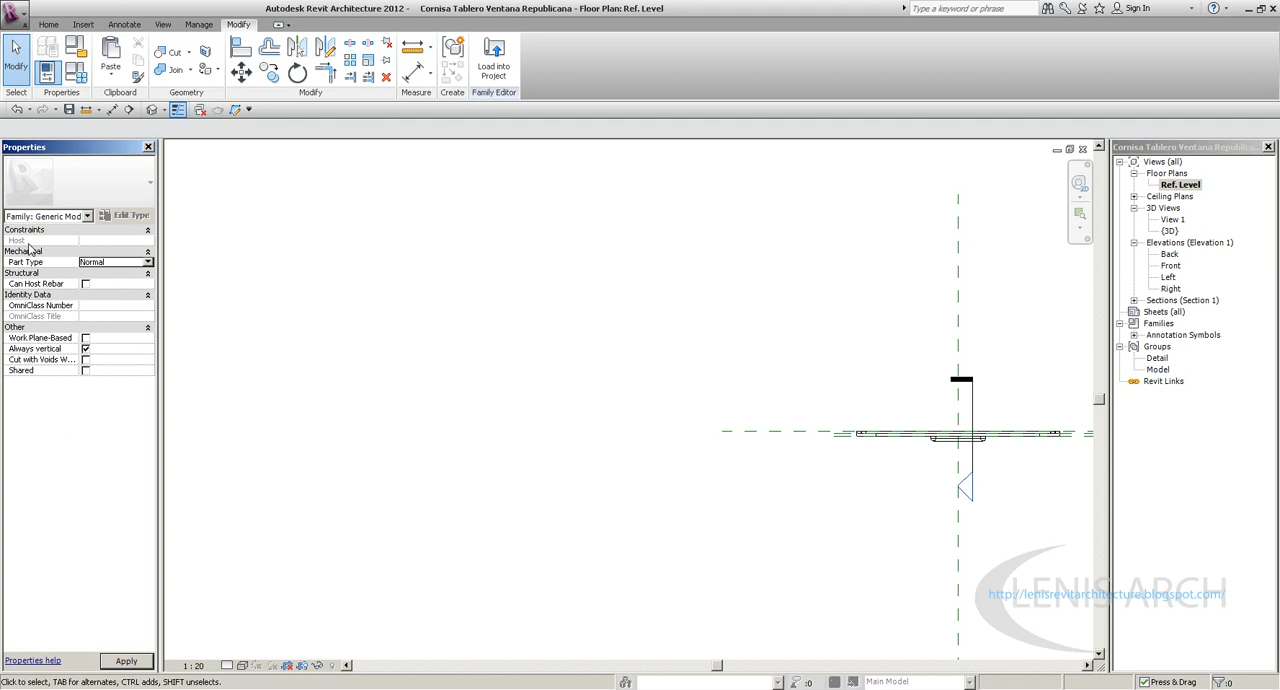 Autodesk Revit Architecture 2012 - Cornisa Tablero Ventana Republicana - Floor Plan: Ref. Level
Type a keyword or phrase
Sign In
Home Insert Annotate View Manage Modify
Modify
Paste
Cut
Join
Load into
Project
Select Properties Clipboard Geometry Modify Measure Create Family Editor
Properties
Family: Generic Mod
Edit Type
Constraints
Host
Mechanical
Part Type Normal
Structural
Can Host Rebar
Identity Data
OmniClass Number
OmniClass Title
Other
Work Plane-Based
Always vertical
Cut with Voids W...
Shared
Properties help
Apply
Cornisa Tablero Ventana Republica...
Views (all)
Floor Plans
Ref. Level
Ceiling Plans
3D Views
View 1
{3D}
Elevations (Elevation 1)
Back
Front
Left
Right
Sections (Section 1)
Sheets (all)
Families
Annotation Symbols
Groups
Detail
Model
Revit Links
LENIS ARCH
http://lenisrevitarchitecture.blogspot.com/
1 : 20
Click to select, TAB for alternates, CTRL adds, SHIFT unselects.
:0
Main Model
Press & Drag
:0